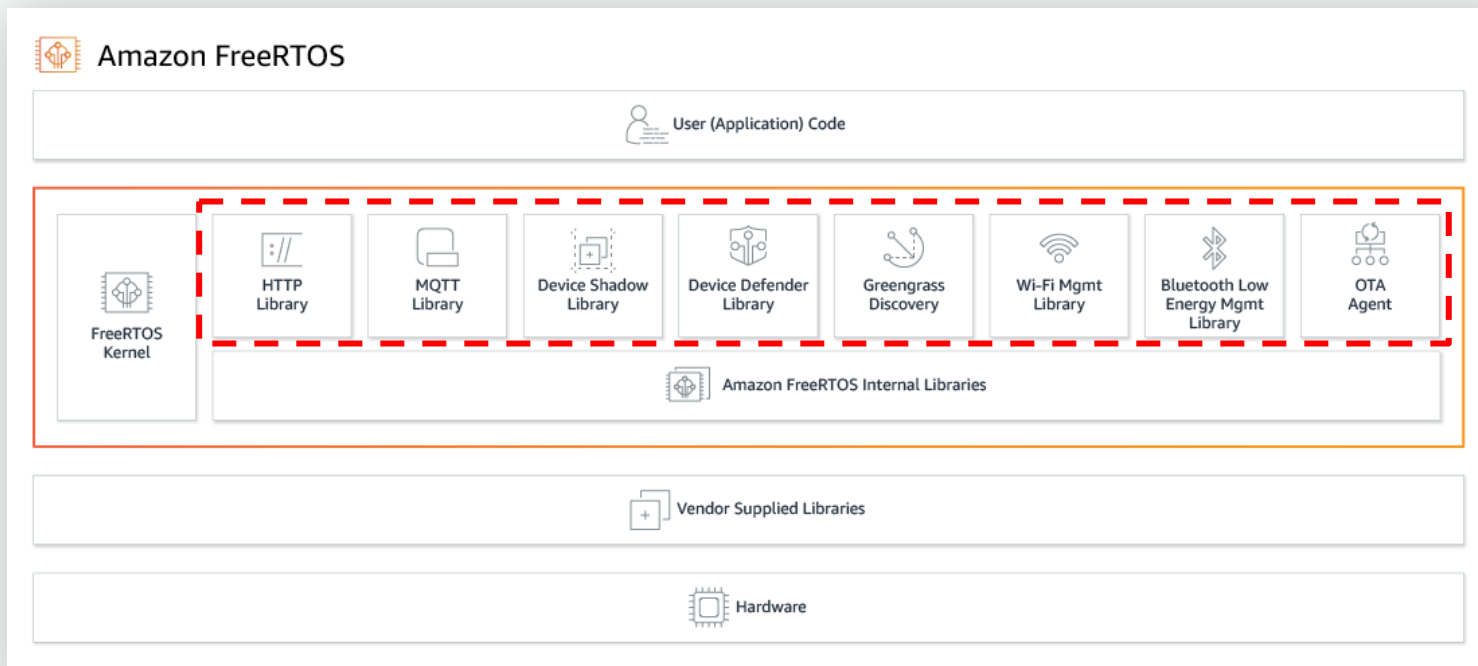 Amazon FreeRTOS
User (Application) Code
FreeRTOS
Kernel
://
HTTP
Library
MQTT
Library
Device Shadow
Library
Device Defender
Library
Greengrass
Discovery
Wi-Fi Mgmt
Library
Bluetooth Low
Energy Mgmt
Library
OTA
Agent
Amazon FreeRTOS Internal Libraries
Vendor Supplied Libraries
Hardware